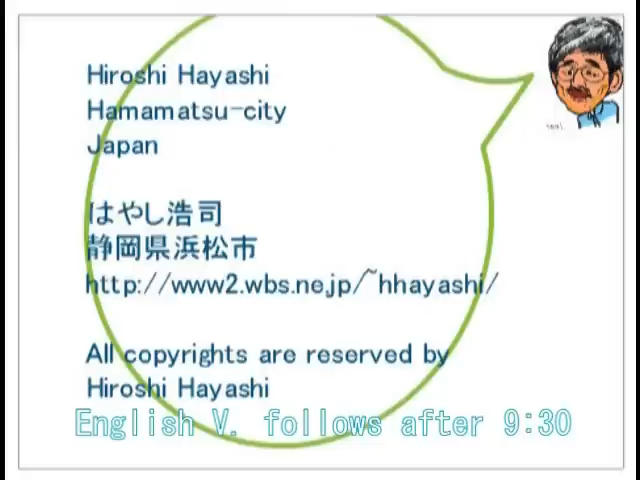 Hiroshi Hayashi
Hamamatsu-city
Japan
はやし浩司
静岡県浜松市
http://www2.wbs.ne.jp/~hhayashi/
All copyrights are reserved by
Hiroshi Hayashi
English V. follows after 9:30